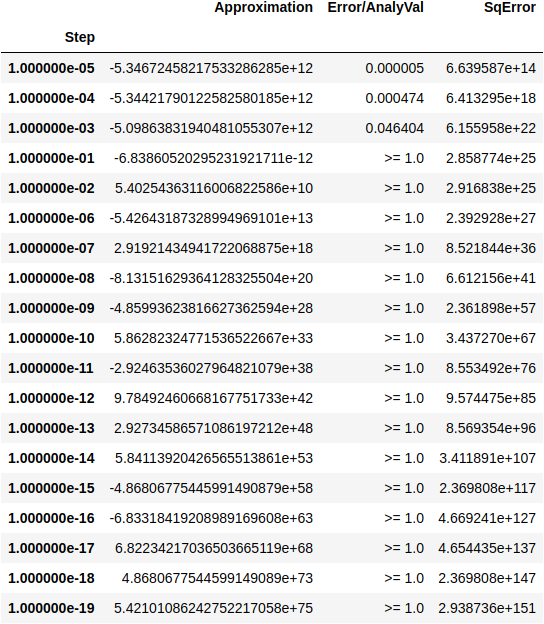 Approximation Error/AnalyVal SqError
Step
1.000000e-05 -5.34672458217533286285e+12 0.000005 6.639587e+14
1.000000e-04 -5.34421790122582580185e+12 0.000474 6.413295e+18
1.000000e-03 -5.09863831940481055307e+12 0.046404 6.155958e+22
1.000000e-01 -6.83860520295231921711e-12 >= 1.0 2.858774e+25
1.000000e-02 5.40254363116006822586e+10 >= 1.0 2.916838e+25
1.000000e-06 -5.42643187328994969101e+13 >= 1.0 2.392928e+27
1.000000e-07 2.91921434941722068875e+18 >= 1.0 8.521844e+36
1.000000e-08 -8.13151629364128325504e+20 >= 1.0 6.612156e+41
1.000000e-09 -4.85993623816627362594e+28 >= 1.0 2.361898e+57
1.000000e-10 5.86282324771536522667e+33 >= 1.0 3.437270e+67
1.000000e-11 -2.92463536027964821079e+38 >= 1.0 8.553492e+76
1.000000e-12 9.78492460668167751733e+42 >= 1.0 9.574475e+85
1.000000e-13 2.92734586571086197212e+48 >= 1.0 8.569354e+96
1.000000e-14 5.84113920426565513861e+53 >= 1.0 3.411891e+107
1.000000e-15 -4.86806775445991490879e+58 >= 1.0 2.369808e+117
1.000000e-16 -6.83318419208989169608e+63 >= 1.0 4.669241e+127
1.000000e-17 6.82234217036503665119e+68 >= 1.0 4.654435e+137
1.000000e-18 4.8680677544599149089e+73 >= 1.0 2.369808e+147
1.000000e-19 5.42101086242752217058e+75 >= 1.0 2.938736e+151